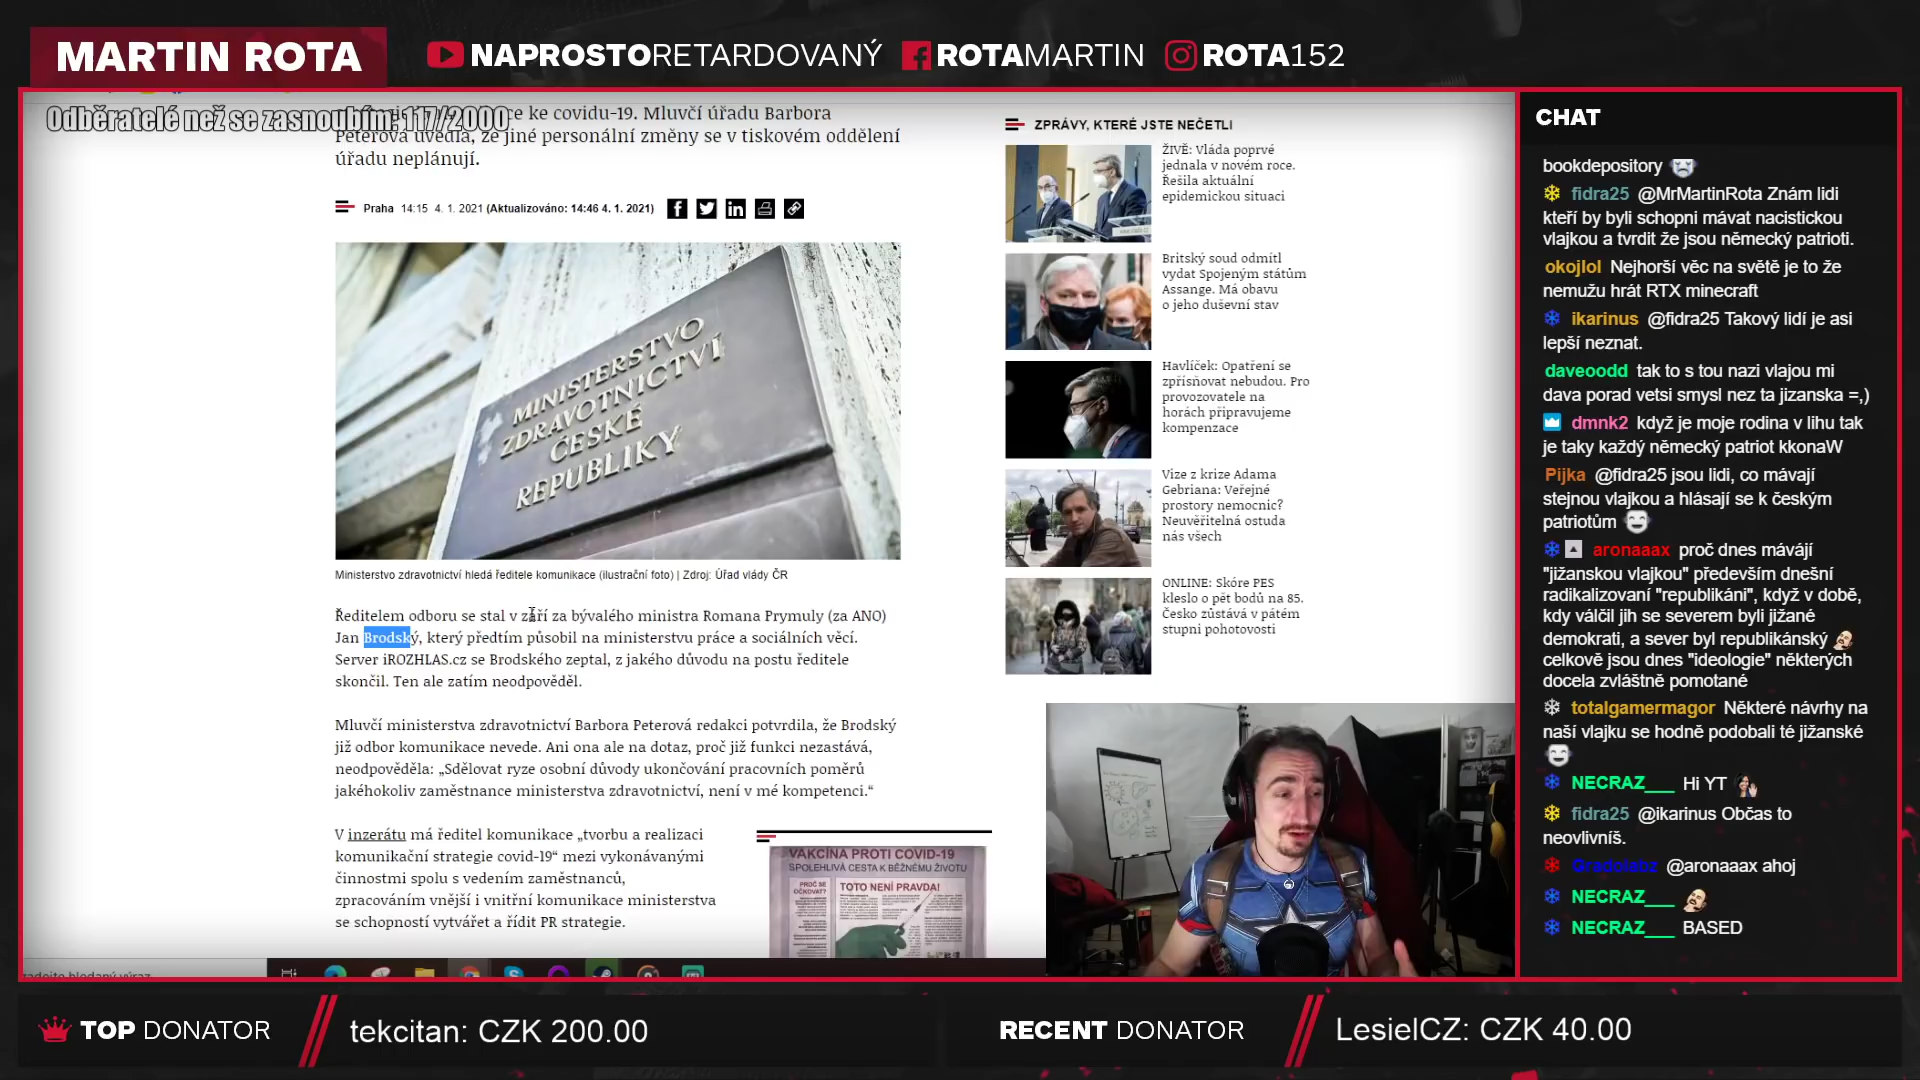 MARTIN ROTA
NAPROSTORETARDOVANÝ
ROTAMARTIN
ROTA152
Odběratelé než se zasnoubím: 117/2000
ce ke covidu-19. Mluvčí úřadu Barbora
Peterová uvedla, že jiné personální změny se v tiskovém oddělení
úřadu neplánují.
Praha 14:15 4. 1. 2021 (Aktualizováno: 14:46 4. 1. 2021)
MINISTERSTVO
ZDRAVOTNICTVÍ
ČESKÉ
REPUBLIKY
Ministerstvo zdravotnictví hledá ředitele komunikace (ilustrační foto) | Zdroj: Úřad vlády ČR
Ředitelem odboru se stal v září za bývalého ministra Romana Prymuly (za ANO)
Jan Brodský, který předtím působil na ministerstvu práce a sociálních věcí.
Server iROZHLAS.cz se Brodského zeptal, z jakého důvodu na postu ředitele
skončil. Ten ale zatím neodpověděl.
Mluvčí ministerstva zdravotnictví Barbora Peterová redakci potvrdila, že Brodský
již odbor komunikace nevede. Ani ona ale na dotaz, proč již funkci nezastává,
neodpověděla: „Sdělovat ryze osobní důvody ukončování pracovních poměrů
jakéhokoliv zaměstnance ministerstva zdravotnictví, není v mé kompetenci.“
V inzerátu má ředitel komunikace „tvorbu a realizaci
komunikační strategie covid-19“ mezi vykonávanými
činnostmi spolu s vedením zaměstnanců,
zpracováním vnější i vnitřní komunikace ministerstva
se schopností vytvářet a řídit PR strategie.
VAKCÍNA PROTI COVID-19
SPOLEHLIVÁ CESTA K BĚŽNÉMU ŽIVOTU
PROČ SE
OČKOVAT?
TOTO NENÍ PRAVDA!
ZPRÁVY, KTERÉ JSTE NEČETLI
ŽIVĚ: Vláda poprvé
jednala v novém roce.
Řešila aktuální
epidemickou situaci
Britský soud odmítl
vydat Spojeným státům
Assange. Má obavu
o jeho duševní stav
Havlíček: Opatření se
zpřísňovat nebudou. Pro
provozovatele na
horách připravujeme
kompenzace
Vize z krize Adama
Gebriana: Veřejné
prostory nemocnic?
Neuvěřitelná ostuda
nás všech
ONLINE: Skóre PES
kleslo o pět bodů na 85.
Česko zůstává v pátém
stupni pohotovosti
zadejte hledaný výraz
CHAT
bookdepository
fidra25 @MrMartinRota Znám lidi
kteří by byli schopni mávat nacistickou
vlajkou a tvrdit že jsou německý patrioti.
okojlol Nejhorší věc na světě je to že
nemužu hrát RTX minecraft
ikarinus @fidra25 Takový lidí je asi
lepší neznat.
daveoodd tak to s tou nazi vlajou mi
dava porad vetsi smysl nez ta jizanska =,)
dmnk2 když je moje rodina v lihu tak
je taky každý německý patriot kkonaW
Pijka @fidra25 jsou lidi, co mávají
stejnou vlajkou a hlásají se k českým
patriotům
aronaaax proč dnes mávájí
"jižanskou vlajkou" především dnešní
radikalizovaní "republikáni", když v době,
kdy válčil jih se severem byli jižané
demokrati, a sever byl republikánský
celkově jsou dnes "ideologie" některých
docela zvláštně pomotané
totalgamermagor Některé návrhy na
naší vlajku se hodně podobali té jižanské
NECRAZ___ Hi YT
fidra25 @ikarinus Občas to
neovlivníš.
Gradolabz @aronaaax ahoj
NECRAZ___
NECRAZ___ BASED
TOP DONATOR
tekcitan: CZK 200.00
RECENT DONATOR
LesielCZ: CZK 40.00